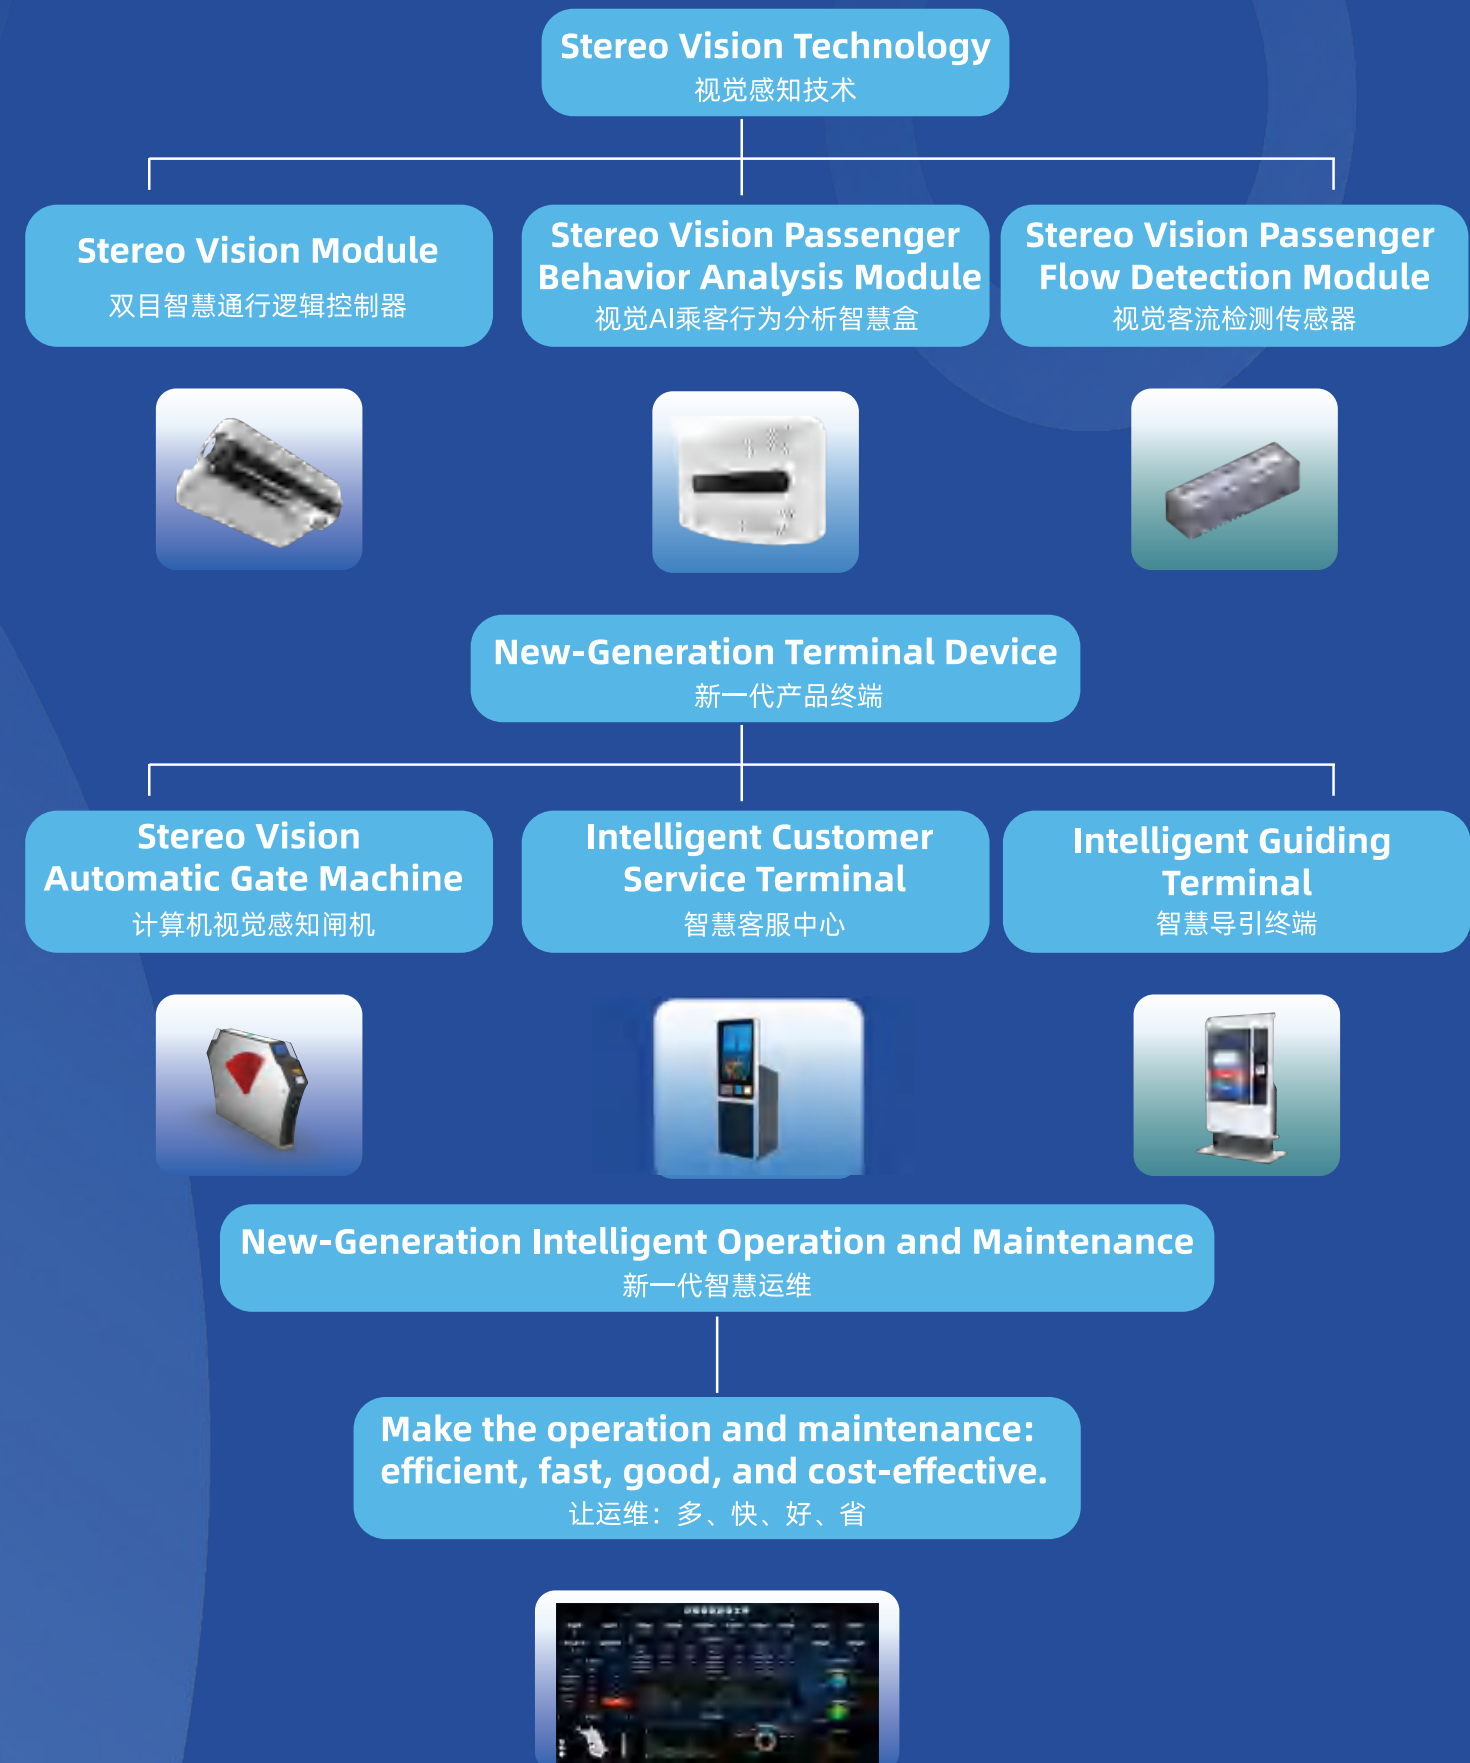 Stereo Vision Technology
视觉感知技术
Stereo Vision Module
双目智慧通行逻辑控制器
Stereo Vision Passenger
Behavior Analysis Module
视觉AI乘客行为分析智慧盒
Stereo Vision Passenger
Flow Detection Module
视觉客流检测传感器
New-Generation Terminal Device
新一代产品终端
Stereo Vision
Automatic Gate Machine
计算机视觉感知闸机
Intelligent Customer
Service Terminal
智慧客服中心
Intelligent Guiding
Terminal
智慧导引终端
New-Generation Intelligent Operation and Maintenance
新一代智慧运维
Make the operation and maintenance:
efficient, fast, good, and cost-effective.
让运维：多、快、好、省